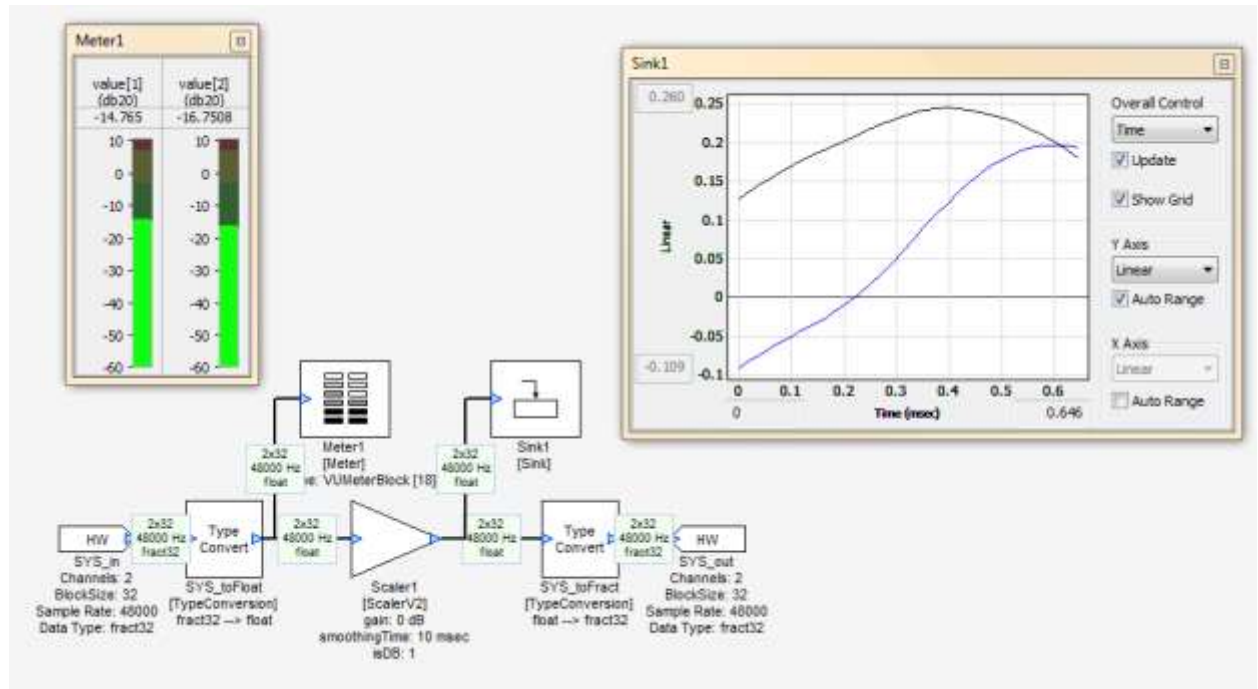 Meter1
value[1]
(db20)
-14.765
value[2]
(db20)
-16.7508
10
0
-10
-20
-30
-40
-50
-60
10
0
-10
-20
-30
-40
-50
-60
Sink1
0.260
-0.109
Linear
0.25
0.2
0.15
0.1
0.05
0
-0.05
-0.1
0 0.1 0.2 0.3 0.4 0.5 0.6
0 Time (msec) 0.646
Overall Control
Time
Update
Show Grid
Y Axis
Linear
Auto Range
X Axis
Linear
Auto Range
Meter1
[Meter]
e: VUMeterBlock [18]
Sink1
[Sink]
2x32
48000 Hz
float
2x32
48000 Hz
float
HW
SYS_in
Channels: 2
BlockSize: 32
Sample Rate: 48000
Data Type: fract32
2x32
48000 Hz
fract32
Type
Convert
SYS_toFloat
[TypeConversion]
fract32 --> float
2x32
48000 Hz
float
Scaler1
[ScalerV2]
gain: 0 dB
smoothingTime: 10 msec
isDB: 1
2x32
48000 Hz
float
Type
Convert
SYS_toFract
[TypeConversion]
float --> fract32
2x32
48000 Hz
fract32
HW
SYS_out
Channels: 2
BlockSize: 32
Sample Rate: 48000
Data Type: fract32